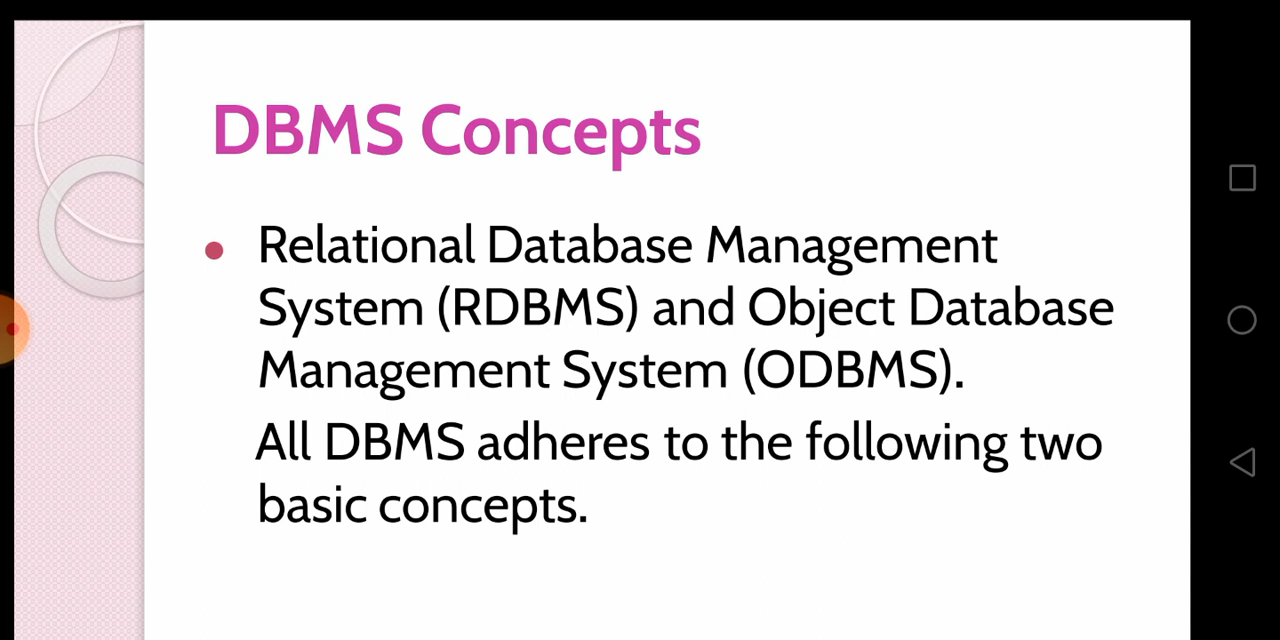 DBMS Concepts
Relational Database Management
System (RDBMS) and Object Database
Management System (ODBMS).
All DBMS adheres to the following two
basic concepts.